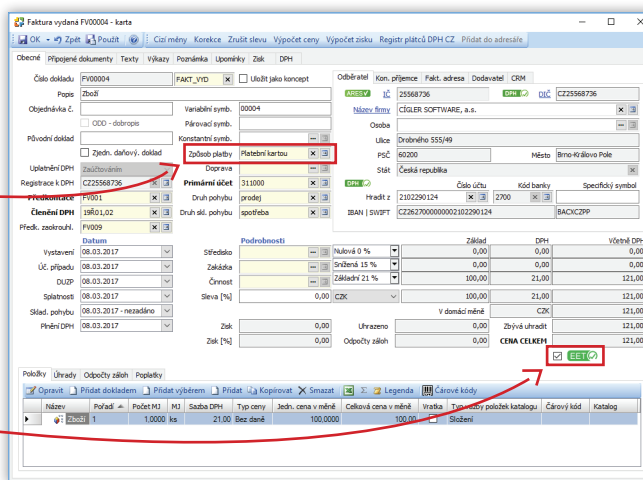 Faktura vydaná FV00004 - karta
OK Zpět Použít Cizí měny Korekce Zrušit slevu Výpočet ceny Výpočet zisku Registr plátců DPH CZ Přidat do adresáře
Obecné Připojené dokumenty Texty Výkazy Poznámka Upomínky Zisk DPH
Číslo dokladu FV00004 FAKT_VYD Uložit jako koncept
Popis Zboží
Objednávka č. Variabilní symb. 00004
ODD - dobropis Párovací symb.
Původní doklad Konstantní symb.
Zjedn. daňový. doklad Způsob platby Platební kartou
Uplatnění DPH Zaúčtováním Doprava
Registrace k DPH CZ25568736 Primární účet 311000
Předkontace FV001 Druh pohybu prodej
Členění DPH 19Ř01,02 Druh skl. pohybu spotřeba
Předk. zaokrouhl. FV009
Odběratel Kon. příjemce Fakt. adresa Dodavatel CRM
ARES IČ 25568736 DPH DIČ CZ25568736
Název firmy CÍGLER SOFTWARE, a.s.
Osoba
Ulice Drobného 555/49
PSČ 60200 Město Brno-Královo Pole
Stát Česká republika
DPH Číslo účtu Kód banky Specifický symbol
Hradit z 2102290124 2700
IBAN | SWIFT CZ2627000000002102290124 BACXCZPP
Datum Podrobnosti Základ DPH Včetně DPH
Vystavení 08.03.2017 Středisko Nulová 0 % 0,00 0,00 0,00
Úč. případu 08.03.2017 Zakázka Snížená 15 % 0,00 0,00 0,00
DUZP 08.03.2017 Činnost Základní 21 % 100,00 21,00 121,00
Splatnosti 08.03.2017 Sleva [%] 0,00 CZK 100,00 21,00 121,00
Sklad. pohybu 08.03.2017 - nezadáno V domácí měně CZK 121,00
Plnění DPH 08.03.2017 Zisk 0,00 Uhrazeno 0,00 Zbývá uhradit 121,00
Zisk [%] 0,00 Odpočty záloh 0,00 CENA CELKEM 121,00
EET
Položky Úhrady Odpočty záloh Poplatky
Opravit Přidat dokladem Přidat výběrem Přidat Kopírovat Smazat Σ Legenda Čárové kódy
Název Pořadí Počet MJ MJ Sazba DPH Typ ceny Jedn. cena v měně Celková cena v měně Vratka Typ vazby položek katalogu Čárový kód Katalog
Zboží 1 1,0000 ks 21,00 Bez daně 100,0000 100,00 Složení